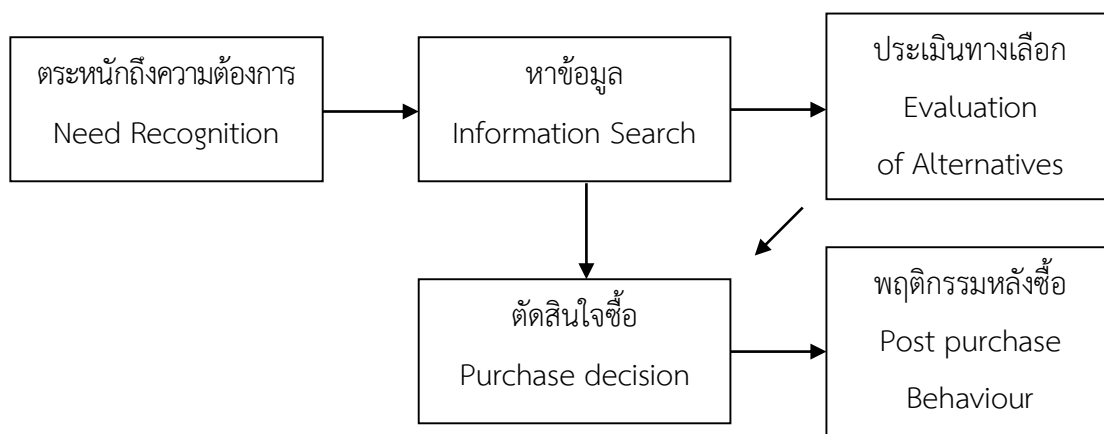 ตระหนักถึงความต้องการ
Need Recognition
หาข้อมูล
Information Search
ประเมินทางเลือก
Evaluation
of Alternatives
ตัดสินใจซื้อ
Purchase decision
พฤติกรรมหลังซื้อ
Post purchase
Behaviour